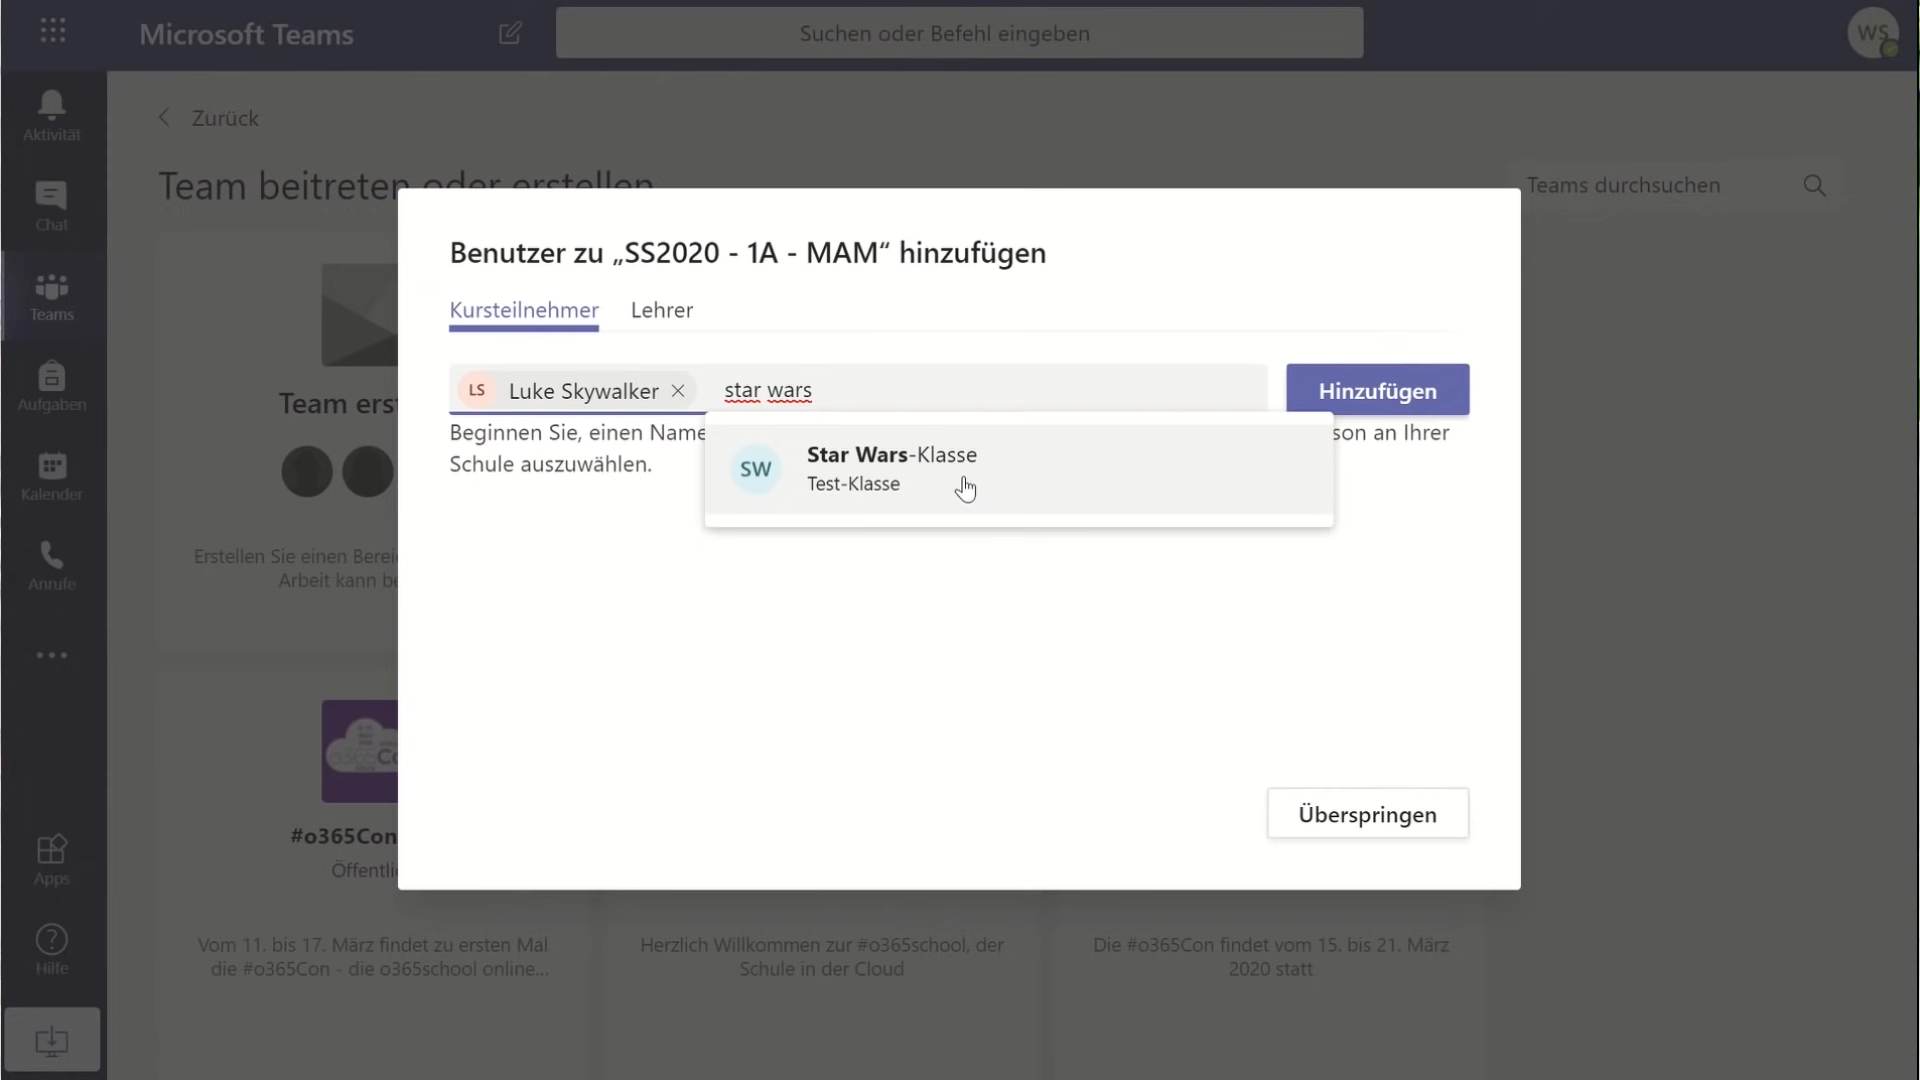 Microsoft Teams
Suchen oder Befehl eingeben
WS
Aktivität
Chat
Teams
Aufgaben
Kalender
Anrufe
Apps
Hilfe
Zurück
Team beitreten oder erstellen
Teams durchsuchen
Benutzer zu „SS2020 - 1A - MAM“ hinzufügen
Kursteilnehmer Lehrer
LS Luke Skywalker star wars
Hinzufügen
Beginnen Sie, einen Name son an Ihrer
Schule auszuwählen.
SW
Star Wars-Klasse
Test-Klasse
Überspringen
Team ers
Erstellen Sie einen Berei
Arbeit kann be
#o365Con
Öffentli
Vom 11. bis 17. März findet zu ersten Mal
die #o365Con - die o365school online...
Herzlich Willkommen zur #o365school, der
Schule in der Cloud
Die #o365Con findet vom 15. bis 21. März
2020 statt